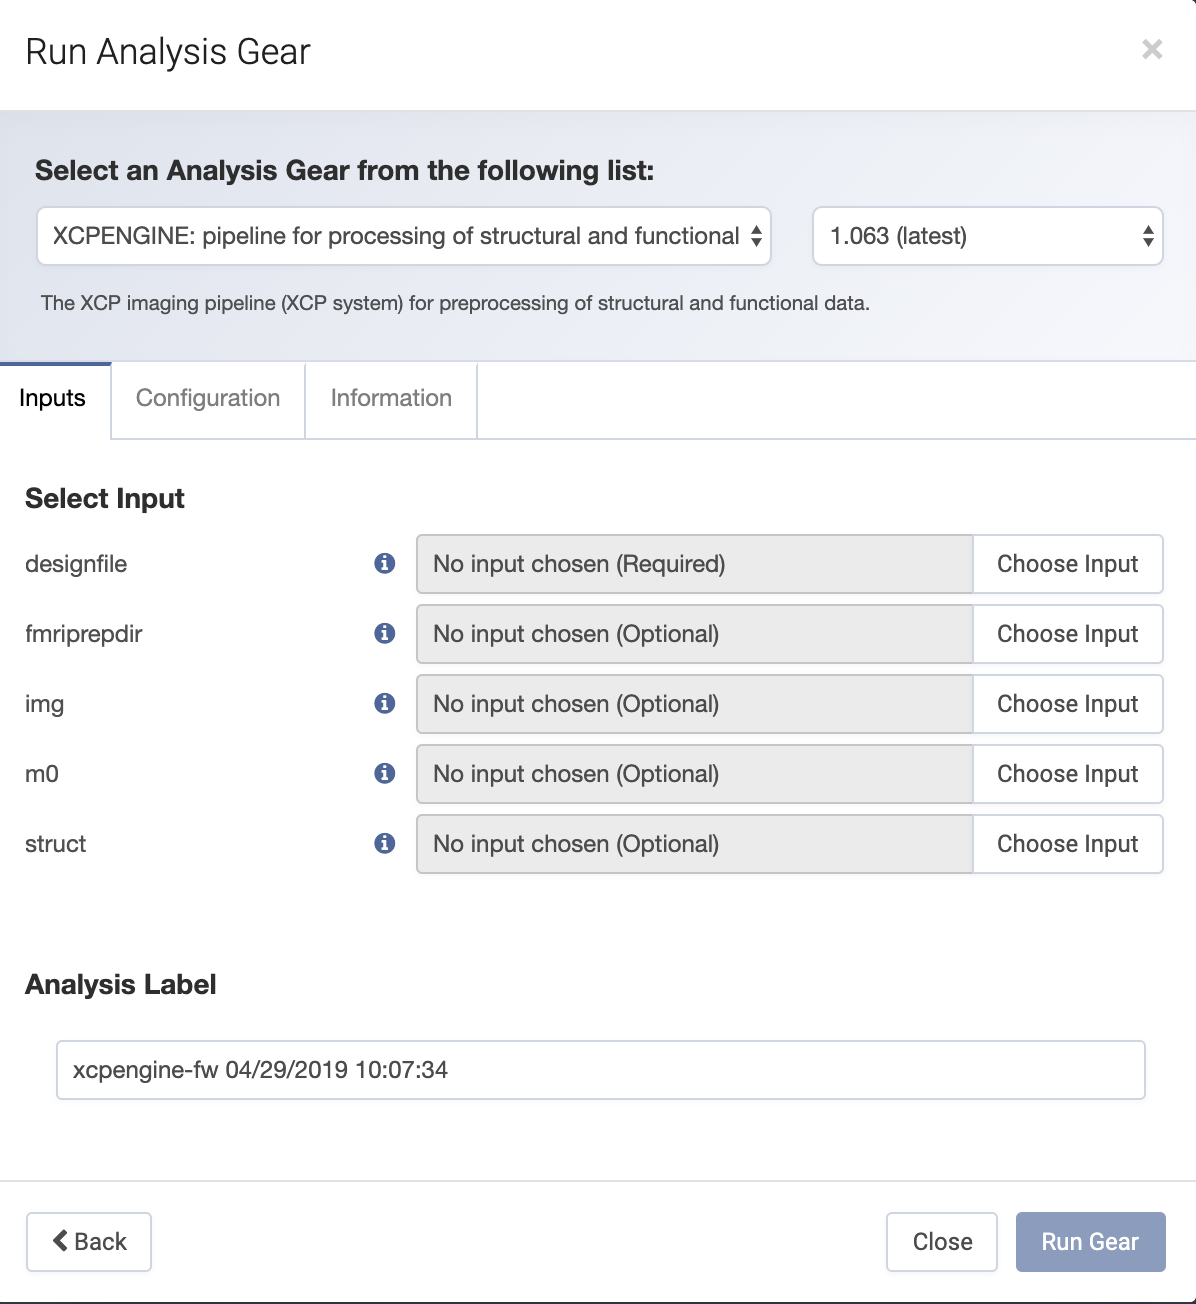 Run Analysis Gear
×
Select an Analysis Gear from the following list:
XCPENGINE: pipeline for processing of structural and functional
1.063 (latest)
The XCP imaging pipeline (XCP system) for preprocessing of structural and functional data.
Inputs Configuration Information
Select Input
designfile No input chosen (Required) Choose Input
fmriprepdir No input chosen (Optional) Choose Input
img No input chosen (Optional) Choose Input
m0 No input chosen (Optional) Choose Input
struct No input chosen (Optional) Choose Input
Analysis Label
xcpengine-fw 04/29/2019 10:07:34
Back Close Run Gear